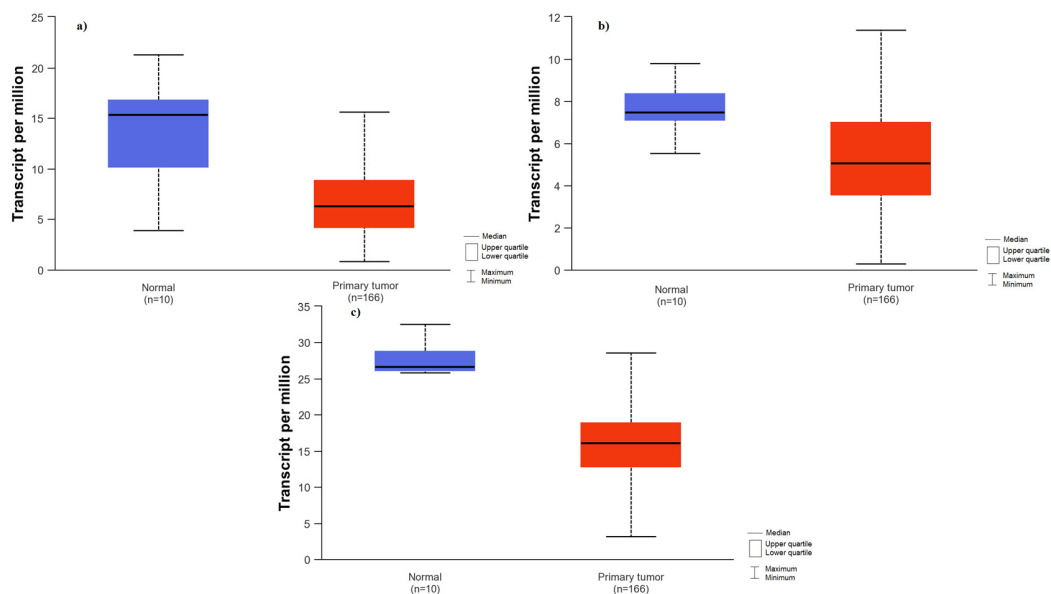 a)
Transcript per million
25
20
15
10
5
0
Normal
(n=10)
Primary tumor
(n=166)
Median
Upper quartile
Lower quartile
Maximum
Minimum
b)
Transcript per million
12
10
8
6
4
2
0
Normal
(n=10)
Primary tumor
(n=166)
Median
Upper quartile
Lower quartile
Maximum
Minimum
c)
Transcript per million
35
30
25
20
15
10
5
0
Normal
(n=10)
Primary tumor
(n=166)
Median
Upper quartile
Lower quartile
Maximum
Minimum